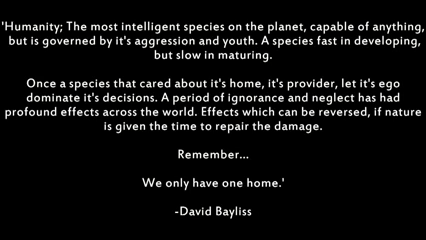 'Humanity; The most intelligent species on the planet, capable of anything,
but is governed by it's aggression and youth. A species fast in developing,
but slow in maturing.
Once a species that cared about it's home, it's provider, let it's ego
dominate it's decisions. A period of ignorance and neglect has had
profound effects across the world. Effects which can be reversed, if nature
is given the time to repair the damage.
Remember...
We only have one home.'
-David Bayliss